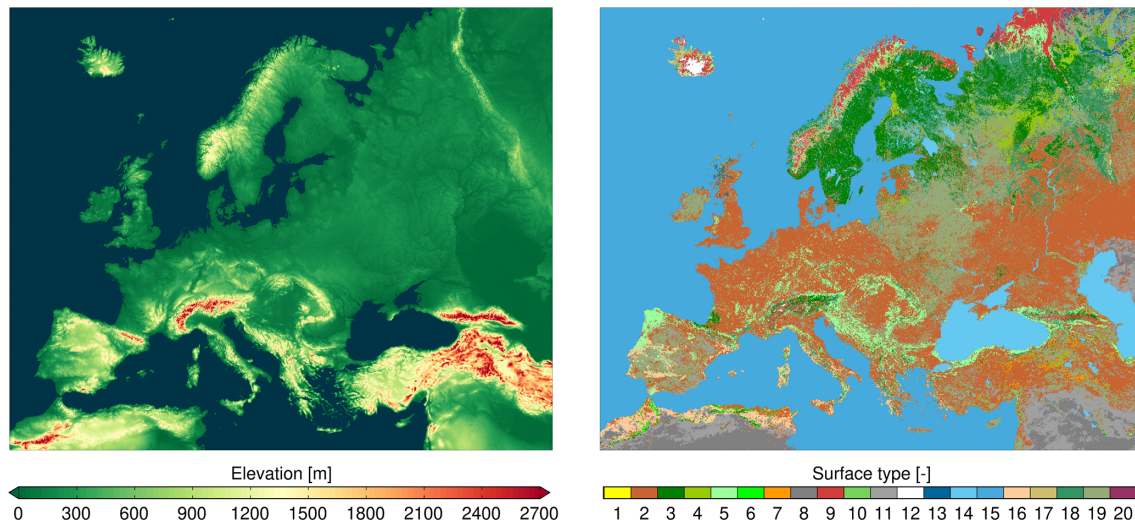 Elevation [m]
0 300 600 900 1200 1500 1800 2100 2400 2700
Surface type [-]
1 2 3 4 5 6 7 8 9 10 11 12 13 14 15 16 17 18 19 20